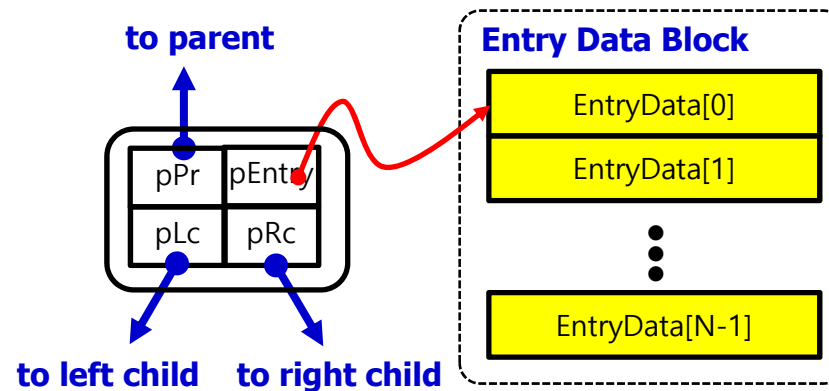 to parent
pPr
pEntry
pLc
pRc
to left child
to right child
Entry Data Block
EntryData[0]
EntryData[1]
EntryData[N-1]